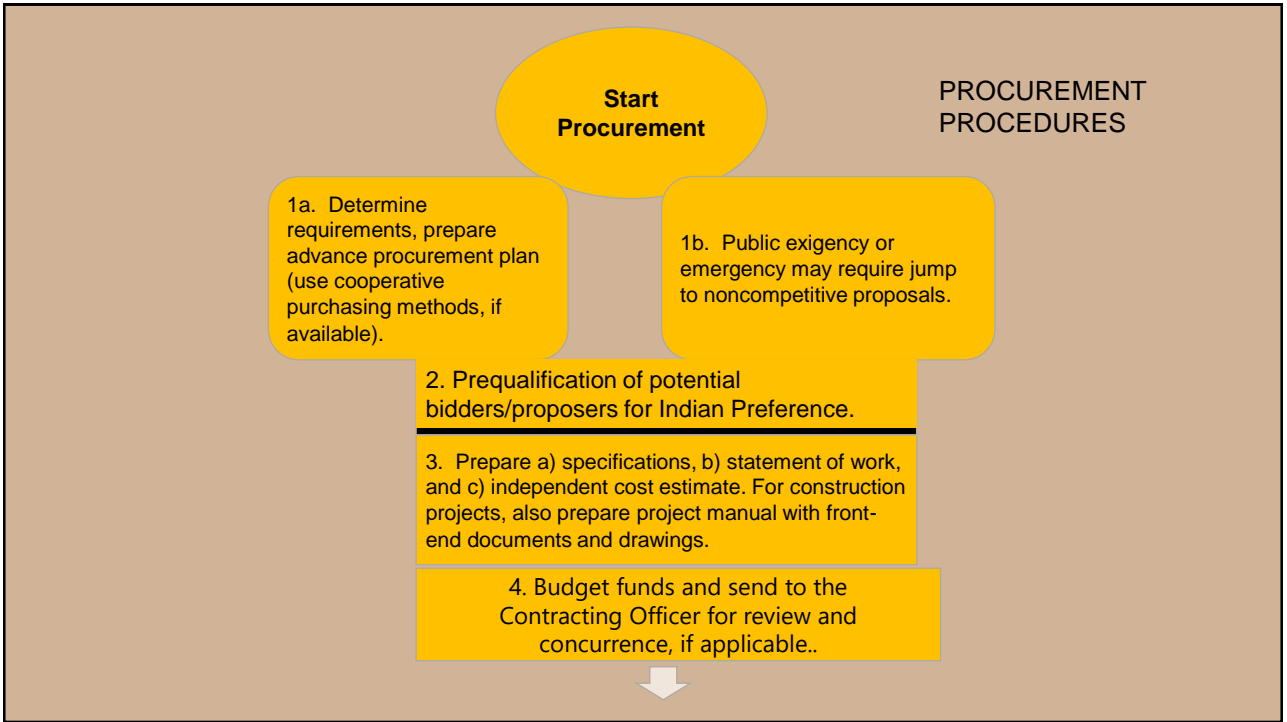 Start
Procurement
PROCUREMENT
PROCEDURES
1a.  Determine
requirements, prepare
advance procurement plan
(use cooperative
purchasing methods, if
available).
1b.  Public exigency or
emergency may require jump
to noncompetitive proposals.
2. Prequalification of potential
bidders/proposers for Indian Preference.
3.  Prepare a) specifications, b) statement of work,
and c) independent cost estimate. For construction
projects, also prepare project manual with front-
end documents and drawings.
4. Budget funds and send to the
Contracting Officer for review and
concurrence, if applicable..